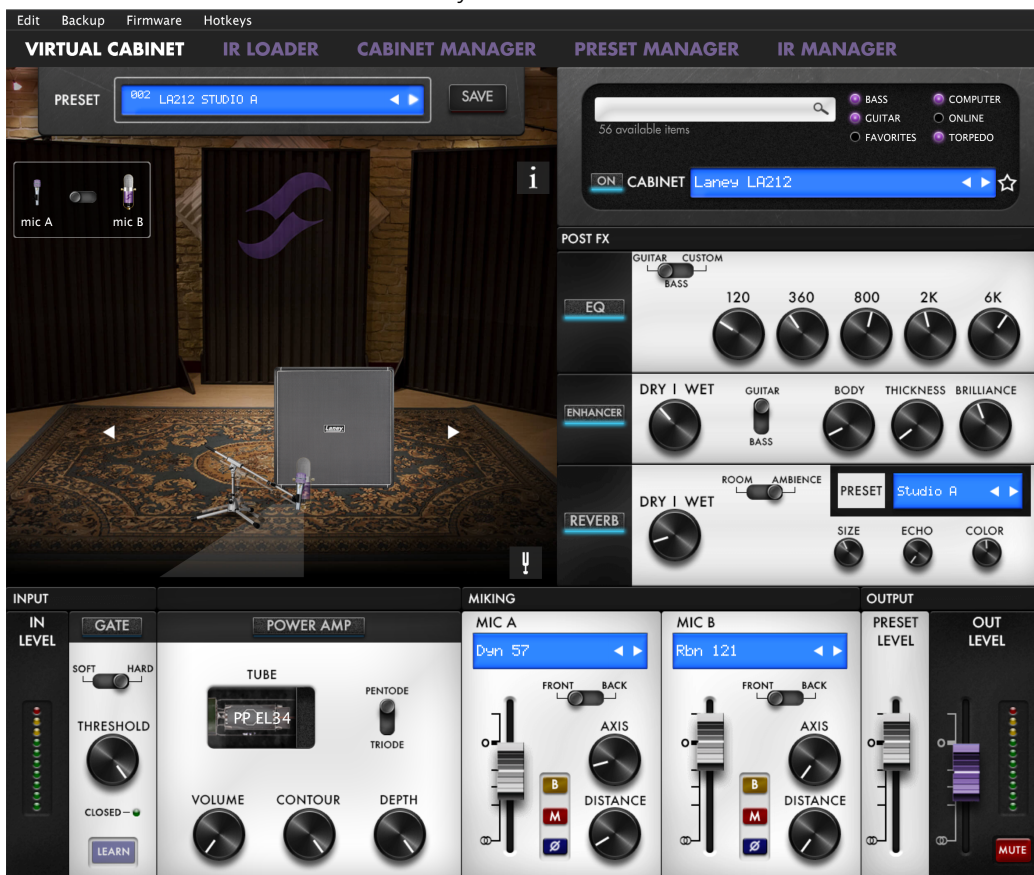 Edit Backup Firmware Hotkeys
VIRTUAL CABINET IR LOADER CABINET MANAGER PRESET MANAGER IR MANAGER
PRESET 002 LA212 STUDIO A SAVE
mic A mic B
i
Laney
56 available items
BASS COMPUTER
GUITAR ONLINE
FAVORITES TORPEDO
ON CABINET Laney LA212
POST FX
EQ
GUITAR CUSTOM
BASS
120 360 800 2K 6K
ENHANCER
DRY | WET
GUITAR
BASS
BODY THICKNESS BRILLIANCE
REVERB
DRY | WET
ROOM AMBIENCE
PRESET Studio A
SIZE ECHO COLOR
INPUT
IN
LEVEL
GATE
SOFT HARD
THRESHOLD
CLOSED
LEARN
POWER AMP
TUBE
PP EL34
PENTODE
TRIODE
VOLUME CONTOUR DEPTH
MIKING
MIC A
Dyn 57
FRONT BACK
AXIS
0
B
M
Ø
DISTANCE
∞
MIC B
Rbn 121
FRONT BACK
AXIS
0
B
M
Ø
DISTANCE
∞
OUTPUT
PRESET
LEVEL
0
∞
OUT
LEVEL
0
∞
MUTE